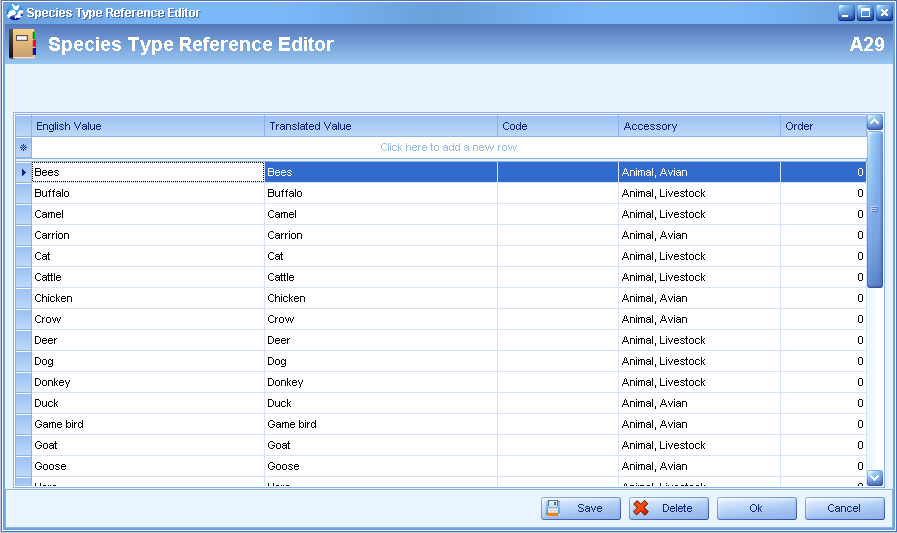 Species Type Reference Editor
Species Type Reference Editor A29
English Value Translated Value Code Accessory Order
Click here to add a new row
Bees Bees Animal, Avian 0
Buffalo Buffalo Animal, Livestock 0
Camel Camel Animal, Livestock 0
Carrion Carrion Animal, Avian 0
Cat Cat Animal, Livestock 0
Cattle Cattle Animal, Livestock 0
Chicken Chicken Animal, Avian 0
Crow Crow Animal, Avian 0
Deer Deer Animal, Livestock 0
Dog Dog Animal, Livestock 0
Donkey Donkey Animal, Livestock 0
Duck Duck Animal, Avian 0
Game bird Game bird Animal, Avian 0
Goat Goat Animal, Livestock 0
Goose Goose Animal, Avian 0
Save Delete Ok Cancel